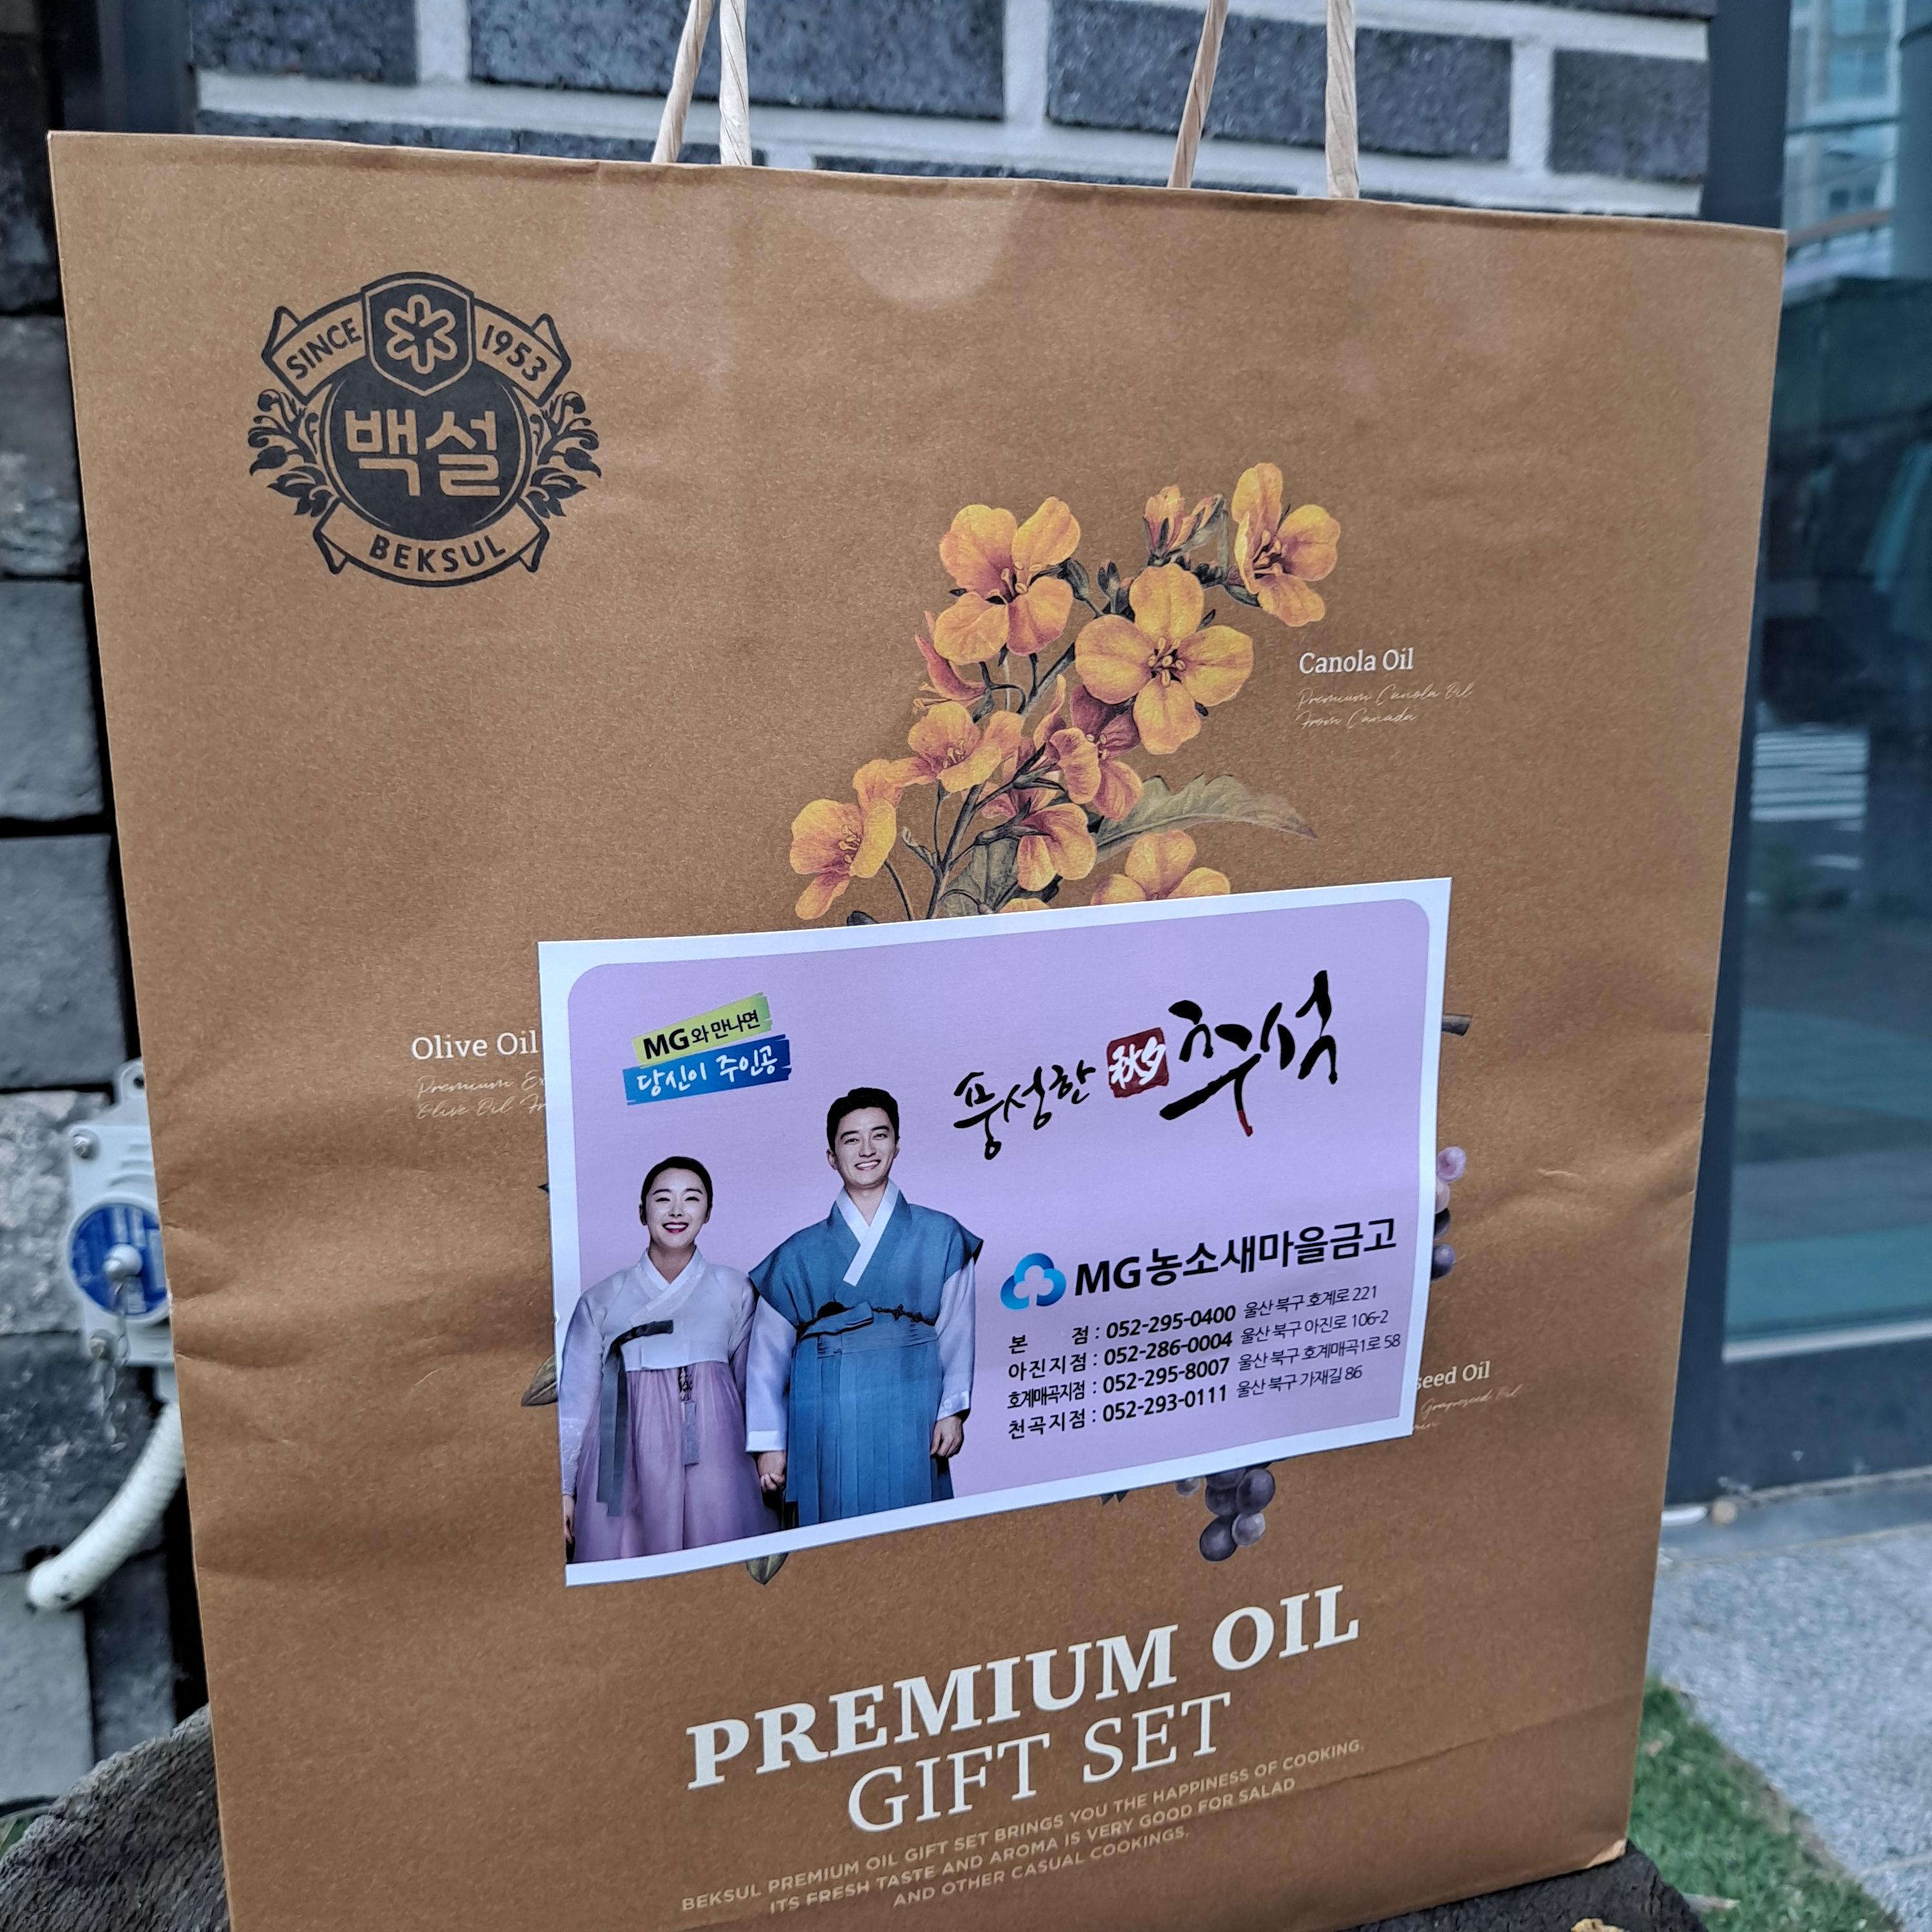 SINCE 1953
백설
BEKSUL
Canola Oil
Premium Canola Oil
From Canada
Olive Oil
Premium
Olive Oil
MG와 만나면
당신이 주인공
풍성한 秋夕 추석
MG농소새마을금고
본 점 : 052-295-0400 울산 북구 호계로 221
아진지점 : 052-286-0004 울산 북구 아진로 106-2
호계매곡지점 : 052-295-8007 울산 북구 호계매곡1로 58
천곡지점 : 052-293-0111 울산 북구 가재길 86
seed Oil
Grapeseed Oil
PREMIUM OIL
GIFT SET
BEKSUL PREMIUM OIL GIFT SET BRINGS YOU THE HAPPINESS OF COOKING.
ITS FRESH TASTE AND AROMA IS VERY GOOD FOR SALAD
AND OTHER CASUAL COOKINGS.